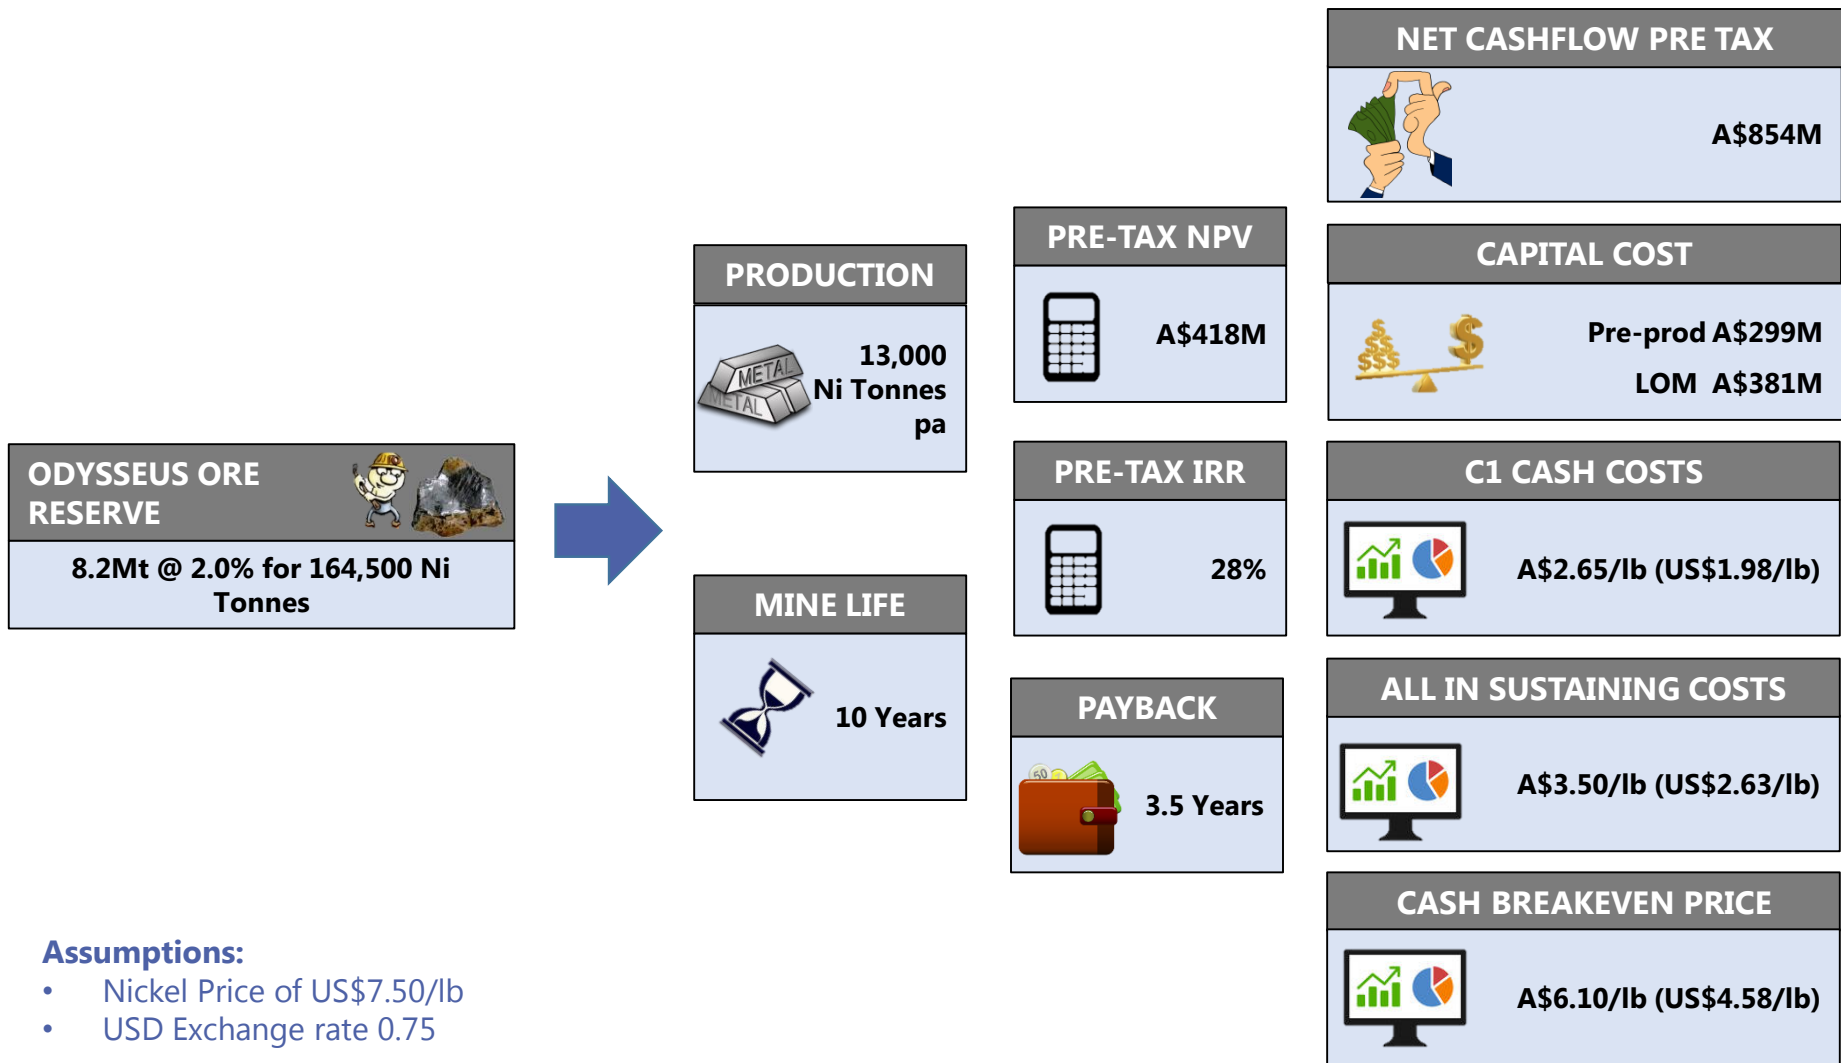 ODYSSEUS ORE
RESERVE
8.2Mt @ 2.0% for 164,500 Ni
Tonnes
PRODUCTION
METAL
METAL
13,000
Ni Tonnes
pa
MINE LIFE
10 Years
PRE-TAX NPV
A$418M
PRE-TAX IRR
28%
PAYBACK
50
3.5 Years
NET CASHFLOW PRE TAX
A$854M
CAPITAL COST
$
$$
$$$
$
Pre-prod A$299M
LOM A$381M
C1 CASH COSTS
A$2.65/lb (US$1.98/lb)
ALL IN SUSTAINING COSTS
A$3.50/lb (US$2.63/lb)
CASH BREAKEVEN PRICE
A$6.10/lb (US$4.58/lb)
Assumptions:
• Nickel Price of US$7.50/lb
• USD Exchange rate 0.75